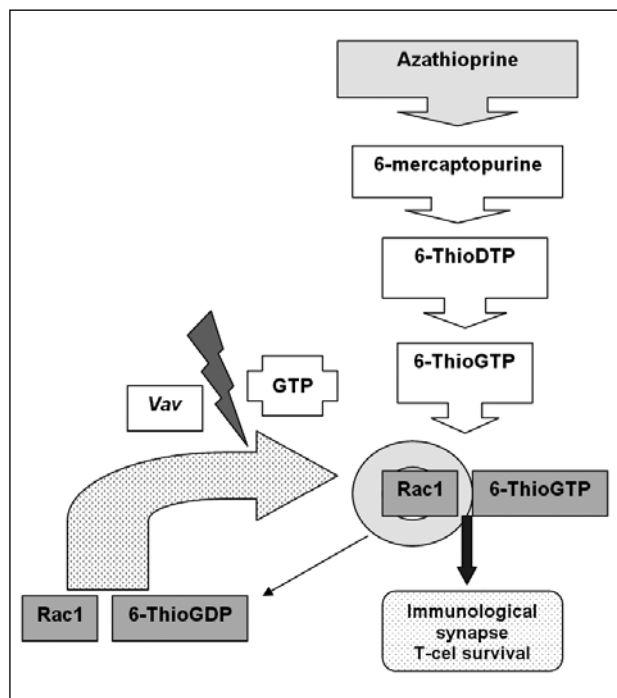 Azathioprine
6-mercaptopurine
6-ThioDTP
6-ThioGTP
Vav
GTP
Rac1
6-ThioGTP
Rac1
6-ThioGDP
Immunological
synapse
T-cel survival